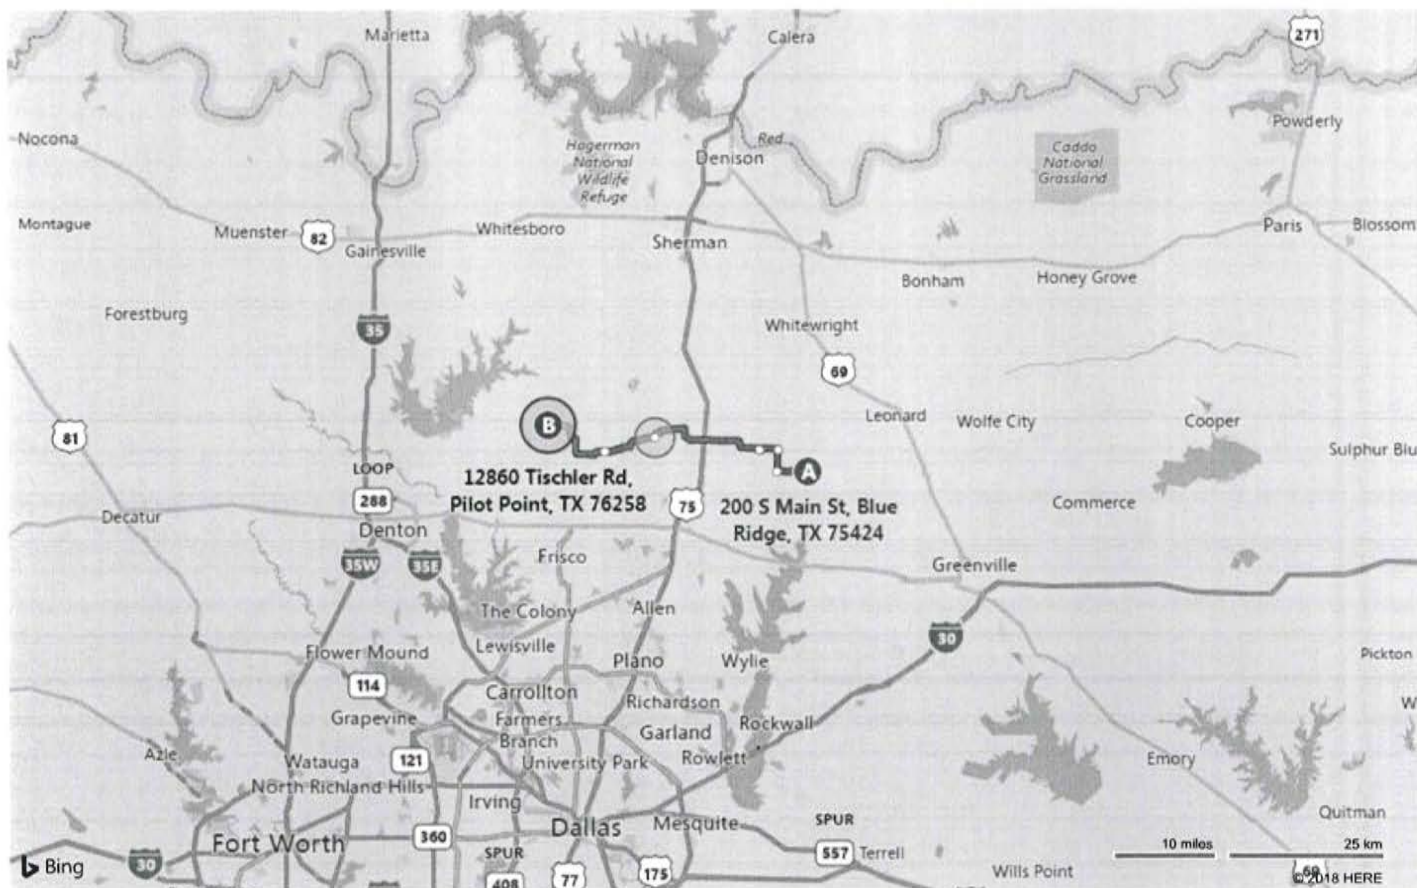 Marietta
Calera
271
Nocona
Hagerman
National
Wildlife
Refuge
Red
Denison
Caddo
National
Grassland
Powderly
Montague
Muenster
82
Gainesville
Whitesboro
Sherman
Paris
Blossom
Bonham
Honey Grove
Forestburg
35
Whitewright
69
Leonard
Wolfe City
Cooper
81
B
12860 Tischler Rd,
Pilot Point, TX 76258
A
200 S Main St, Blue
Ridge, TX 75424
75
Sulphur Blu
LOOP
288
Commerce
Decatur
Denton
35W
35E
Frisco
Greenville
The Colony
Allen
Lewisville
30
Flower Mound
114
Plano
Wylie
Pickton
Carrollton
Richardson
Grapevine
Farmers
Branch
Garland
Rockwall
W
Azle
Watauga
121
University Park
Rowlett
Emory
North Richland Hills
Irving
Quitman
Fort Worth
360
Dallas
Mesquite
SPUR
557
Terrell
10 miles
25 km
Bing
30
SPUR
408
77
175
Wills Point
69
© 2018 HERE